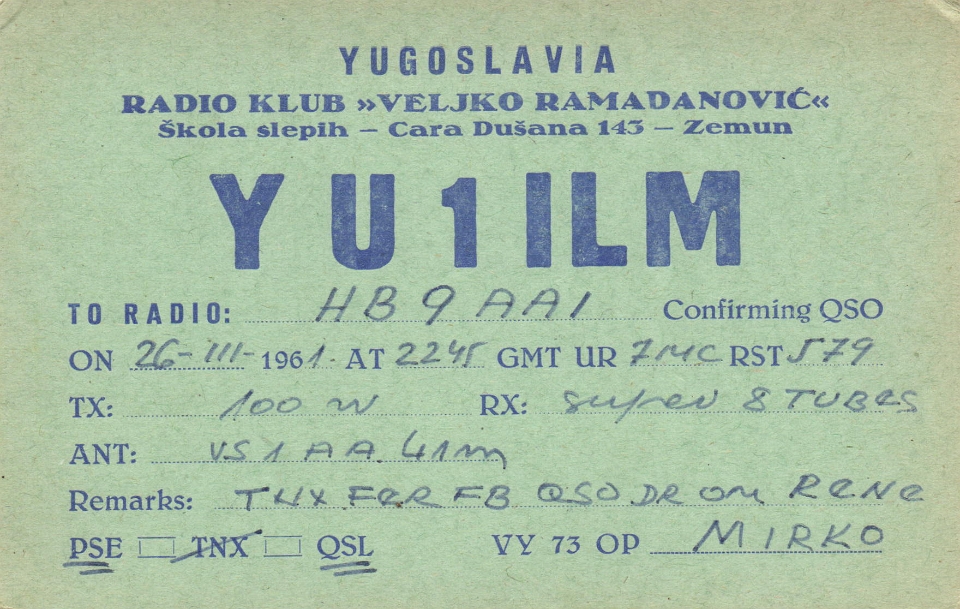 YUGOSLAVIA
RADIO KLUB »VELJKO RAMADANOVIĆ«
Škola slepih – Cara Dušana 143 – Zemun
YU1ILM
TO RADIO: HB9AAI Confirming QSO
ON 26-III-1961. AT 2245 GMT UR 7MC RST 579
TX: 100 W RX: super 8 TUBES
ANT: VS1AA 41m
Remarks: TNX FER FB QSO DR OM RENE
PSE TNX QSL VY 73 OP MIRKO